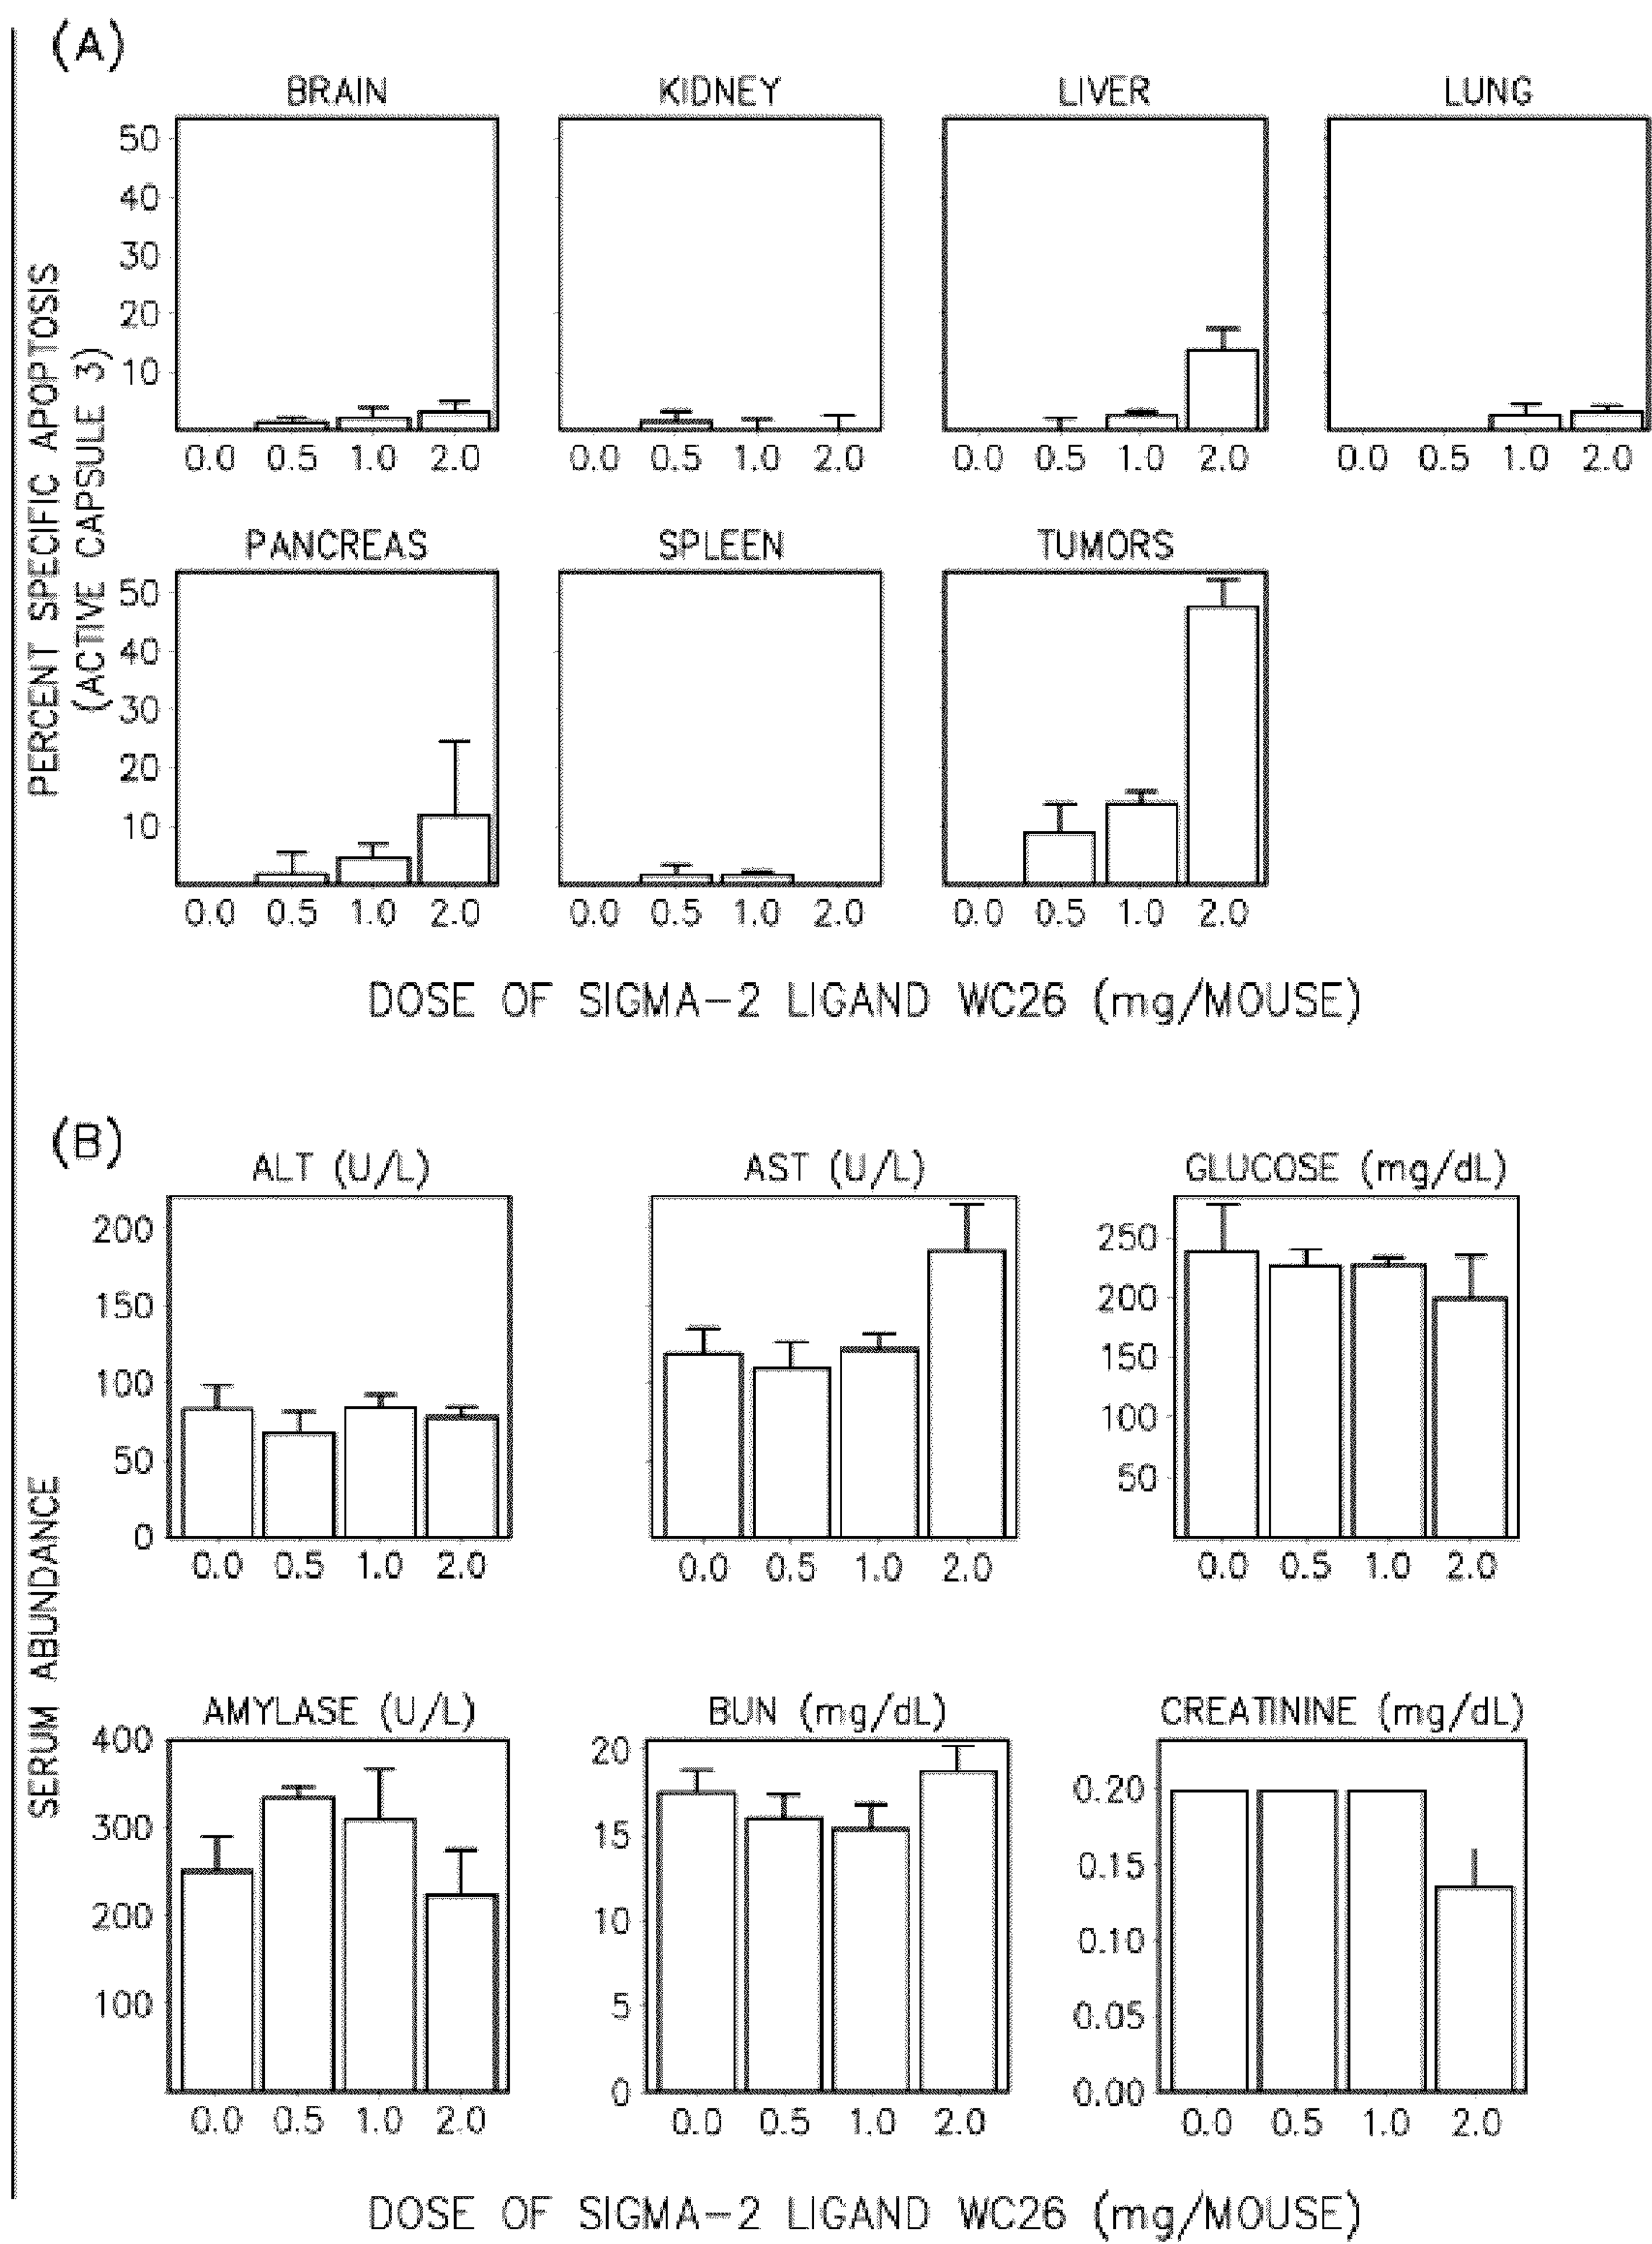 (A)
BRAIN KIDNEY LIVER LUNG
PERCENT SPECIFIC APOPTOSIS
(ACTIVE CAPSULE 3)
50
40
30
20
10
0.0 0.5 1.0 2.0 0.0 0.5 1.0 2.0 0.0 0.5 1.0 2.0 0.0 0.5 1.0 2.0
PANCREAS SPLEEN TUMORS
50
40
30
20
10
0.0 0.5 1.0 2.0 0.0 0.5 1.0 2.0 0.0 0.5 1.0 2.0
DOSE OF SIGMA-2 LIGAND WC26 (mg/MOUSE)
(B)
SERUM ABUNDANCE
ALT (U/L) AST (U/L) GLUCOSE (mg/dL)
200 250
150 200
100 150
50 100
0 50
0.0 0.5 1.0 2.0 0.0 0.5 1.0 2.0 0.0 0.5 1.0 2.0
AMYLASE (U/L) BUN (mg/dL) CREATININE (mg/dL)
400 20 0.20
300 15 0.15
200 10 0.10
100 5 0.05
0 0.00
0.0 0.5 1.0 2.0 0.0 0.5 1.0 2.0 0.0 0.5 1.0 2.0
DOSE OF SIGMA-2 LIGAND WC26 (mg/MOUSE)